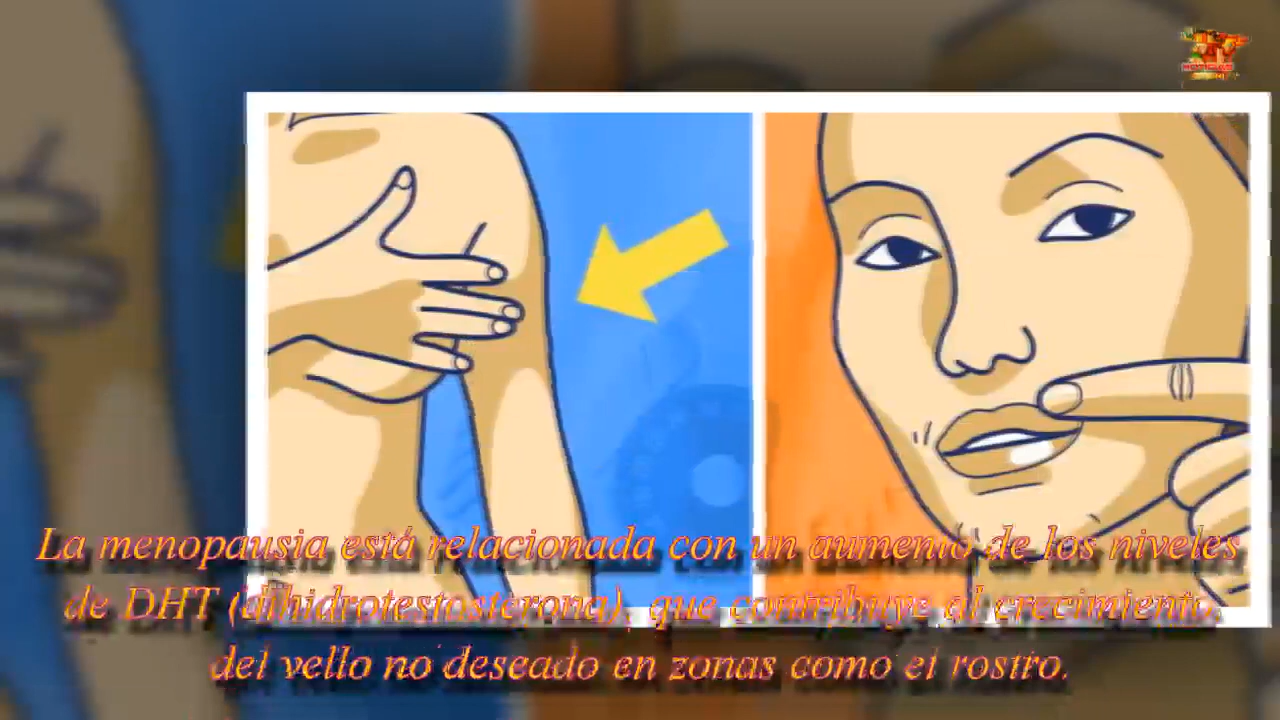 La menopausia está relacionada con un aumento de los niveles
de DHT (dihidrotestosterona), que contribuye al crecimiento
del vello no deseado en zonas como el rostro.